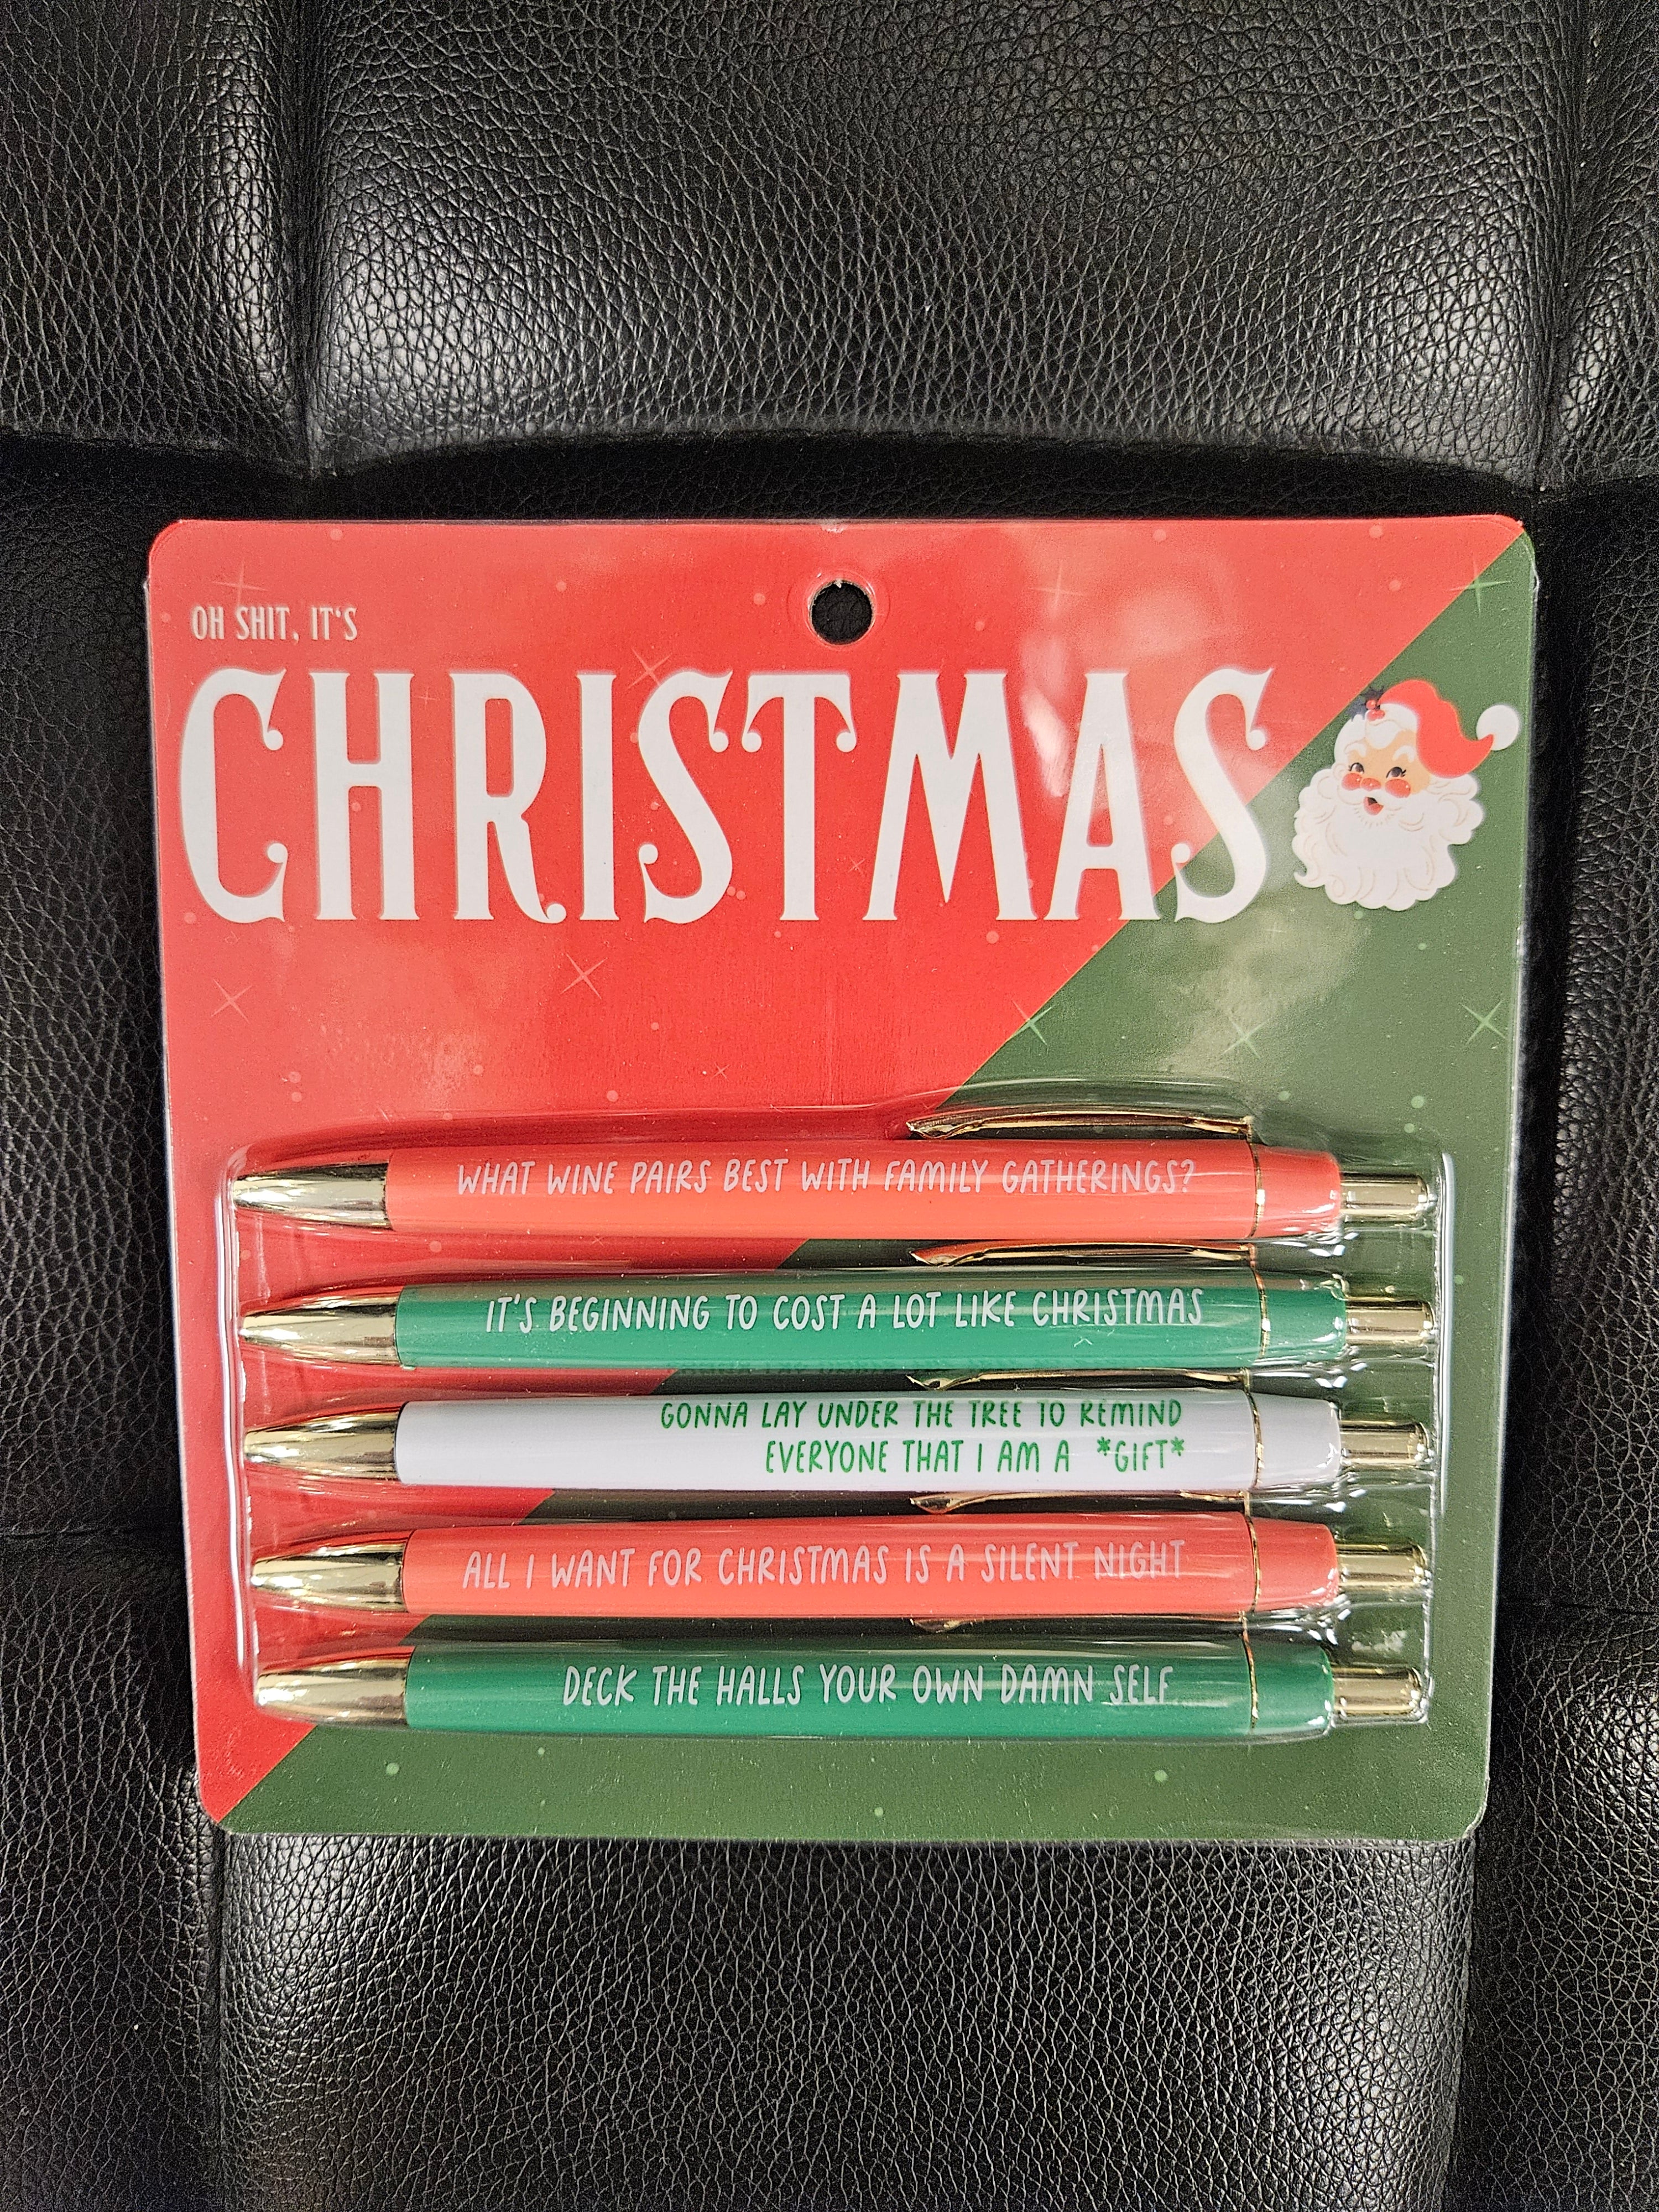 OH SHIT, IT'S
CHRISTMAS
WHAT WINE PAIRS BEST WITH FAMILY GATHERINGS?
IT'S BEGINNING TO COST A LOT LIKE CHRISTMAS
GONNA LAY UNDER THE TREE TO REMIND
EVERYONE THAT I AM A *GIFT*
ALL I WANT FOR CHRISTMAS IS A SILENT NIGHT
DECK THE HALLS YOUR OWN DAMN SELF